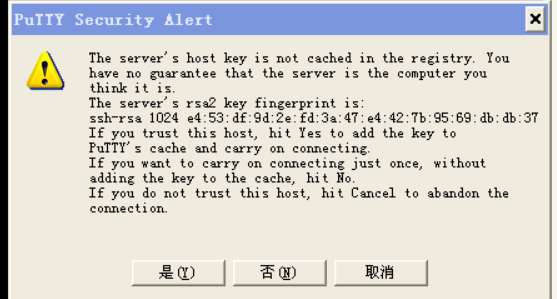 PuTTY Security Alert
The server's host key is not cached in the registry. You
have no guarantee that the server is the computer you
think it is.
The server's rsa2 key fingerprint is:
ssh-rsa 1024 e4:53:df:9d:2e:fd:3a:47:e4:42:7b:95:69:db:db:37
If you trust this host, hit Yes to add the key to
PuTTY's cache and carry on connecting.
If you want to carry on connecting just once, without
adding the key to the cache, hit No.
If you do not trust this host, hit Cancel to abandon the
connection.
是(Y) 否(N) 取消